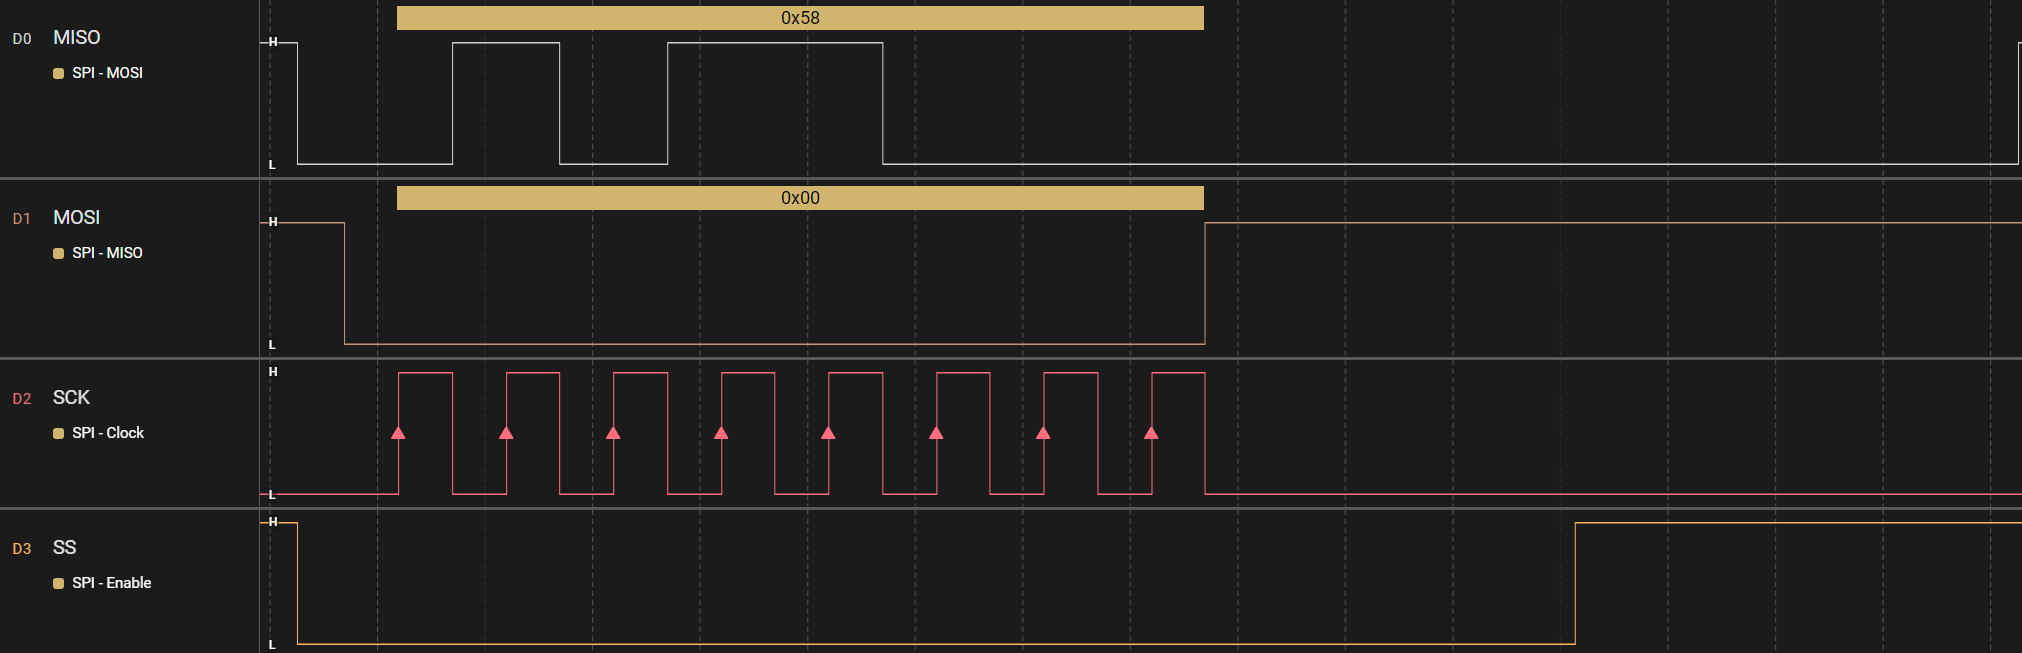 0x58
D0 MISO
H
SPI - MOSI
L
0x00
D1 MOSI
H
SPI - MISO
L
H
D2 SCK
SPI - Clock
L
H
D3 SS
SPI - Enable
L